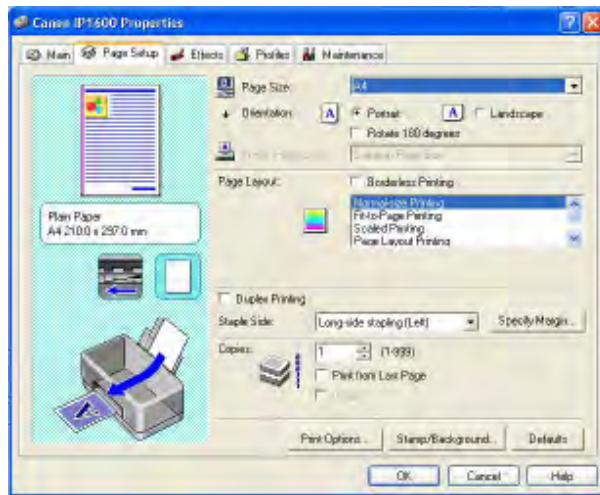 Canon IP1600 Properties
Main Page Setup Effects Profiles Maintenance
Page Size: A4
Orientation: A Portrait A Landscape
Rotate 180 degrees
Page Layout: Borderless Printing
Normal-size Printing
Fit-to-Page Printing
Scaled Printing
Page Layout Printing
Plain Paper
A4 210.0 x 297.0 mm
Duplex Printing
Staple Side: Long-side stapling (Left) Specify Margin...
Copies: 1 (1-999)
Print from Last Page
Print Options... Stamp/Background... Defaults
OK Cancel Help